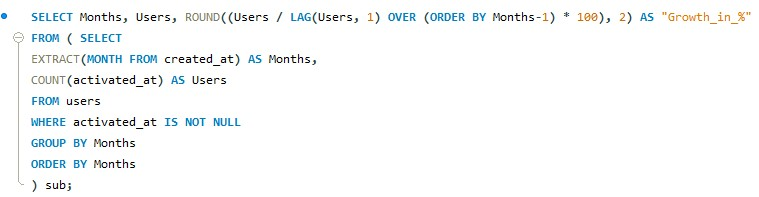 SELECT Months, Users, ROUND((Users / LAG(Users, 1) OVER (ORDER BY Months-1) * 100), 2) AS "Growth_in_%"
FROM ( SELECT
EXTRACT(MONTH FROM created_at) AS Months,
COUNT(activated_at) AS Users
FROM users
WHERE activated_at IS NOT NULL
GROUP BY Months
ORDER BY Months
) sub;